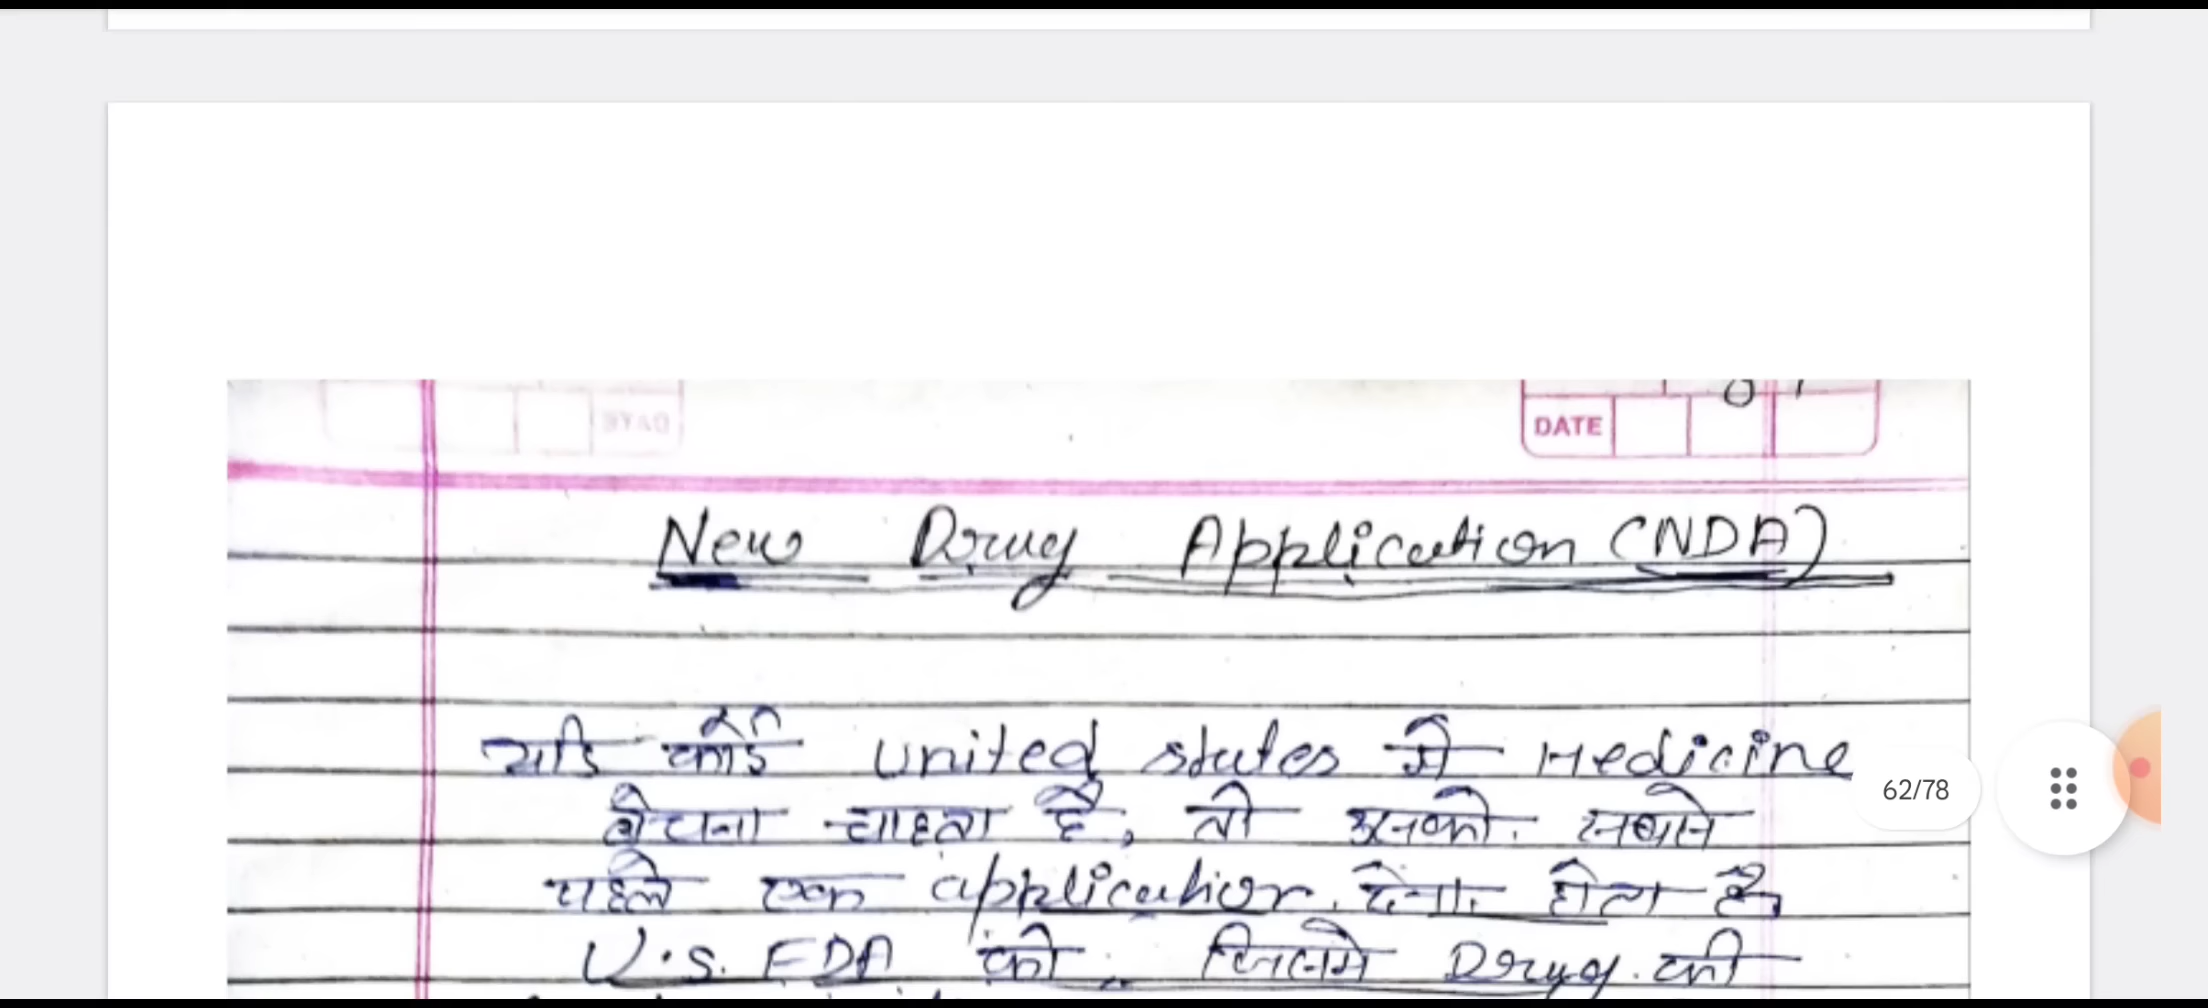 DATE
New Drug Application (NDA)
यदि कोई united states में Medicine
बेचना चाहता है, तो उसको सबसे
62/78
पहले एक application देना होता है,
U.S. FDA को जिसमे Drug की